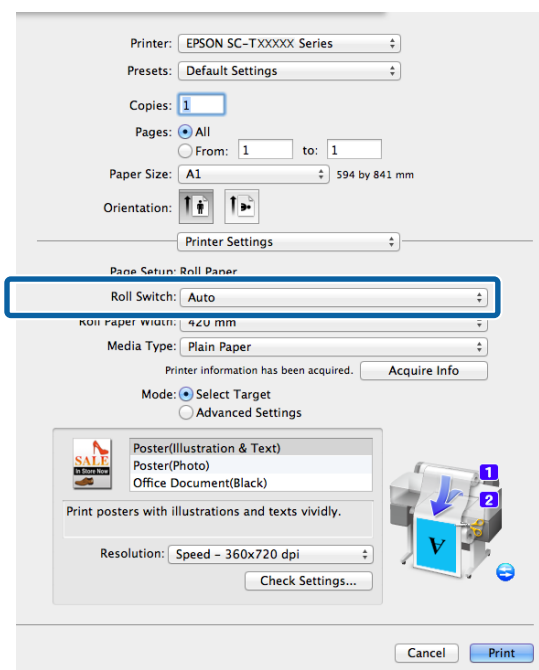 Printer: EPSON SC-TXXXXX Series
Presets: Default Settings
Copies: 1
Pages: All
From: 1 to: 1
Paper Size: A1 594 by 841 mm
Orientation:
Printer Settings
Page Setup: Roll Paper
Roll Switch: Auto
Roll Paper Width: 420 mm
Media Type: Plain Paper
Printer information has been acquired. Acquire Info
Mode: Select Target
Advanced Settings
SALE
In Store Now
Poster(Illustration & Text)
Poster(Photo)
Office Document(Black)
1
2
A
Print posters with illustrations and texts vividly.
Resolution: Speed - 360x720 dpi
Check Settings...
Cancel Print